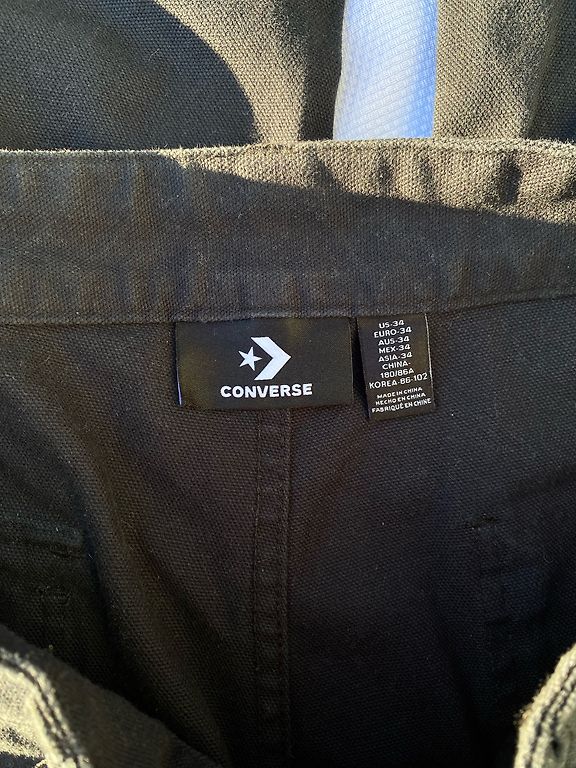 CONVERSE
US-34
EURO-34
AUS-34
MEX-34
ASIA-34
CHINA-
180/86A
KOREA-86-102
MADE IN CHINA
HECHO EN CHINA
FABRIQUÉ EN CHINE